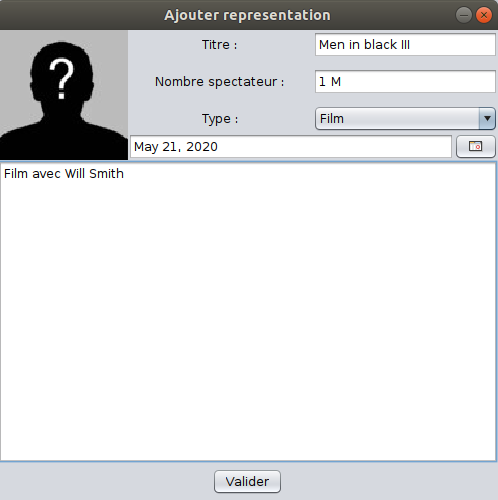 Ajouter representation
?
Titre :
Men in black III
Nombre spectateur :
1 M
Type :
Film
May 21, 2020
Film avec Will Smith
Valider